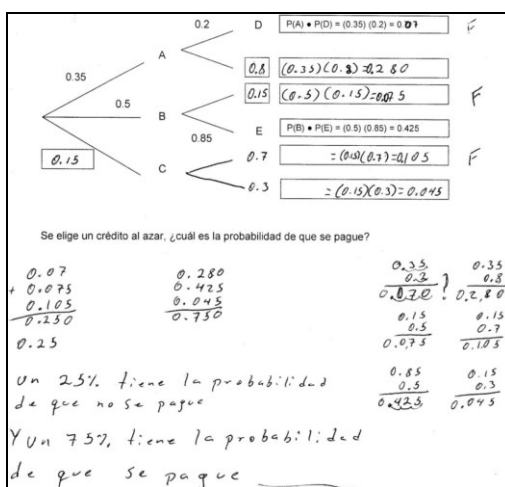 0.2 D P(A) • P(D) = (0.35) (0.2) = 0.07 F
A
0.35 0.8 (0.35)(0.8)=0.280
0.5 0.15 (0.5)(0.15)=0.075 F
B
0.85 E P(B) • P(E) = (0.5) (0.85) = 0.425
0.15 0.7 =(0.15)(0.7)=0.105 F
C
0.3 =(0.15)(0.3)=0.045
Se elige un crédito al azar, ¿cuál es la probabilidad de que se pague?
0.07 0.280 0.35 0.35
+ 0.075 0.425 0.2 0.8
0.105 0.045 0.070 ? 0.280
0.250 0.750 0.15 0.15
0.25 0.5 0.7
0.075 0.105
un 25% tiene la probabilidad 0.85 0.15
de que no se pague 0.5 0.3
0.425 0.045
Y un 75% tiene la probabilidad
de que se pague